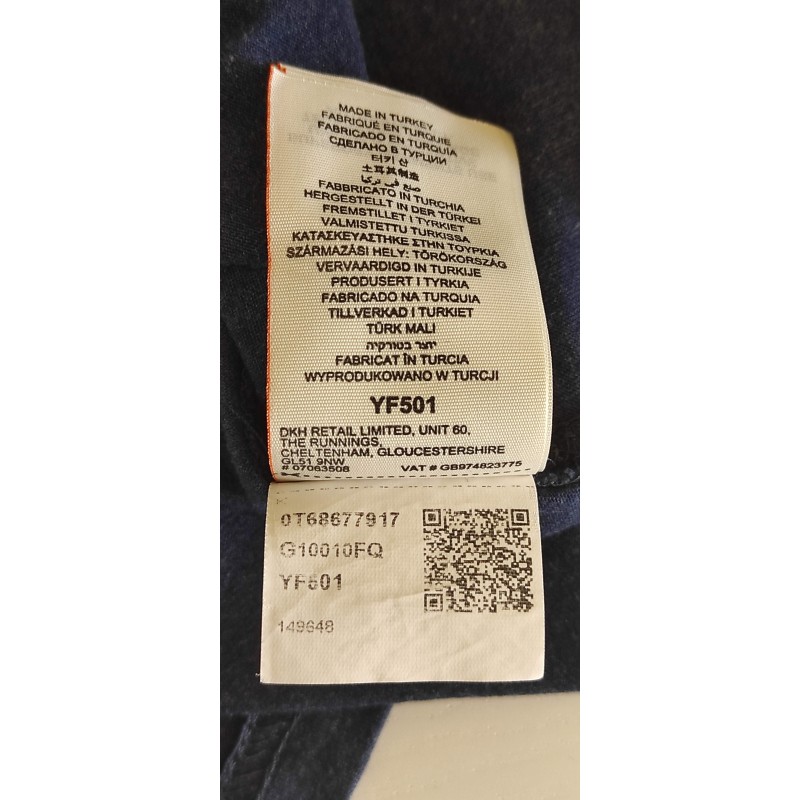 MADE IN TURKEY
FABRIQUÉ EN TURQUIE
FABRICADO EN TURQUÍA
СДЕЛАНО В ТУРЦИИ
터키 산
土耳其制造
صنع في تركيا
FABBRICATO IN TURCHIA
HERGESTELLT IN DER TÜRKEI
FREMSTILLET I TYRKIET
VALMISTETTU TURKISSA
ΚΑΤΑΣΚΕΥΑΣΤΗΚΕ ΣΤΗΝ ΤΟΥΡΚΙΑ
SZÁRMAZÁSI HELY: TÖRÖKORSZÁG
VERVAARDIGD IN TURKIJE
PRODUSERT I TYRKIA
FABRICADO NA TURQUIA
TILLVERKAD I TURKIET
TÜRK MALI
ייצר בטורקיה
FABRICAT ÎN TURCIA
WYPRODUKOWANO W TURCJI
YF501
DKH RETAIL LIMITED, UNIT 60,
THE RUNNINGS,
CHELTENHAM, GLOUCESTERSHIRE
GL51 9NW
# 07063508 VAT # GB974823775
0T68677917
G10010FQ
YF501
149648